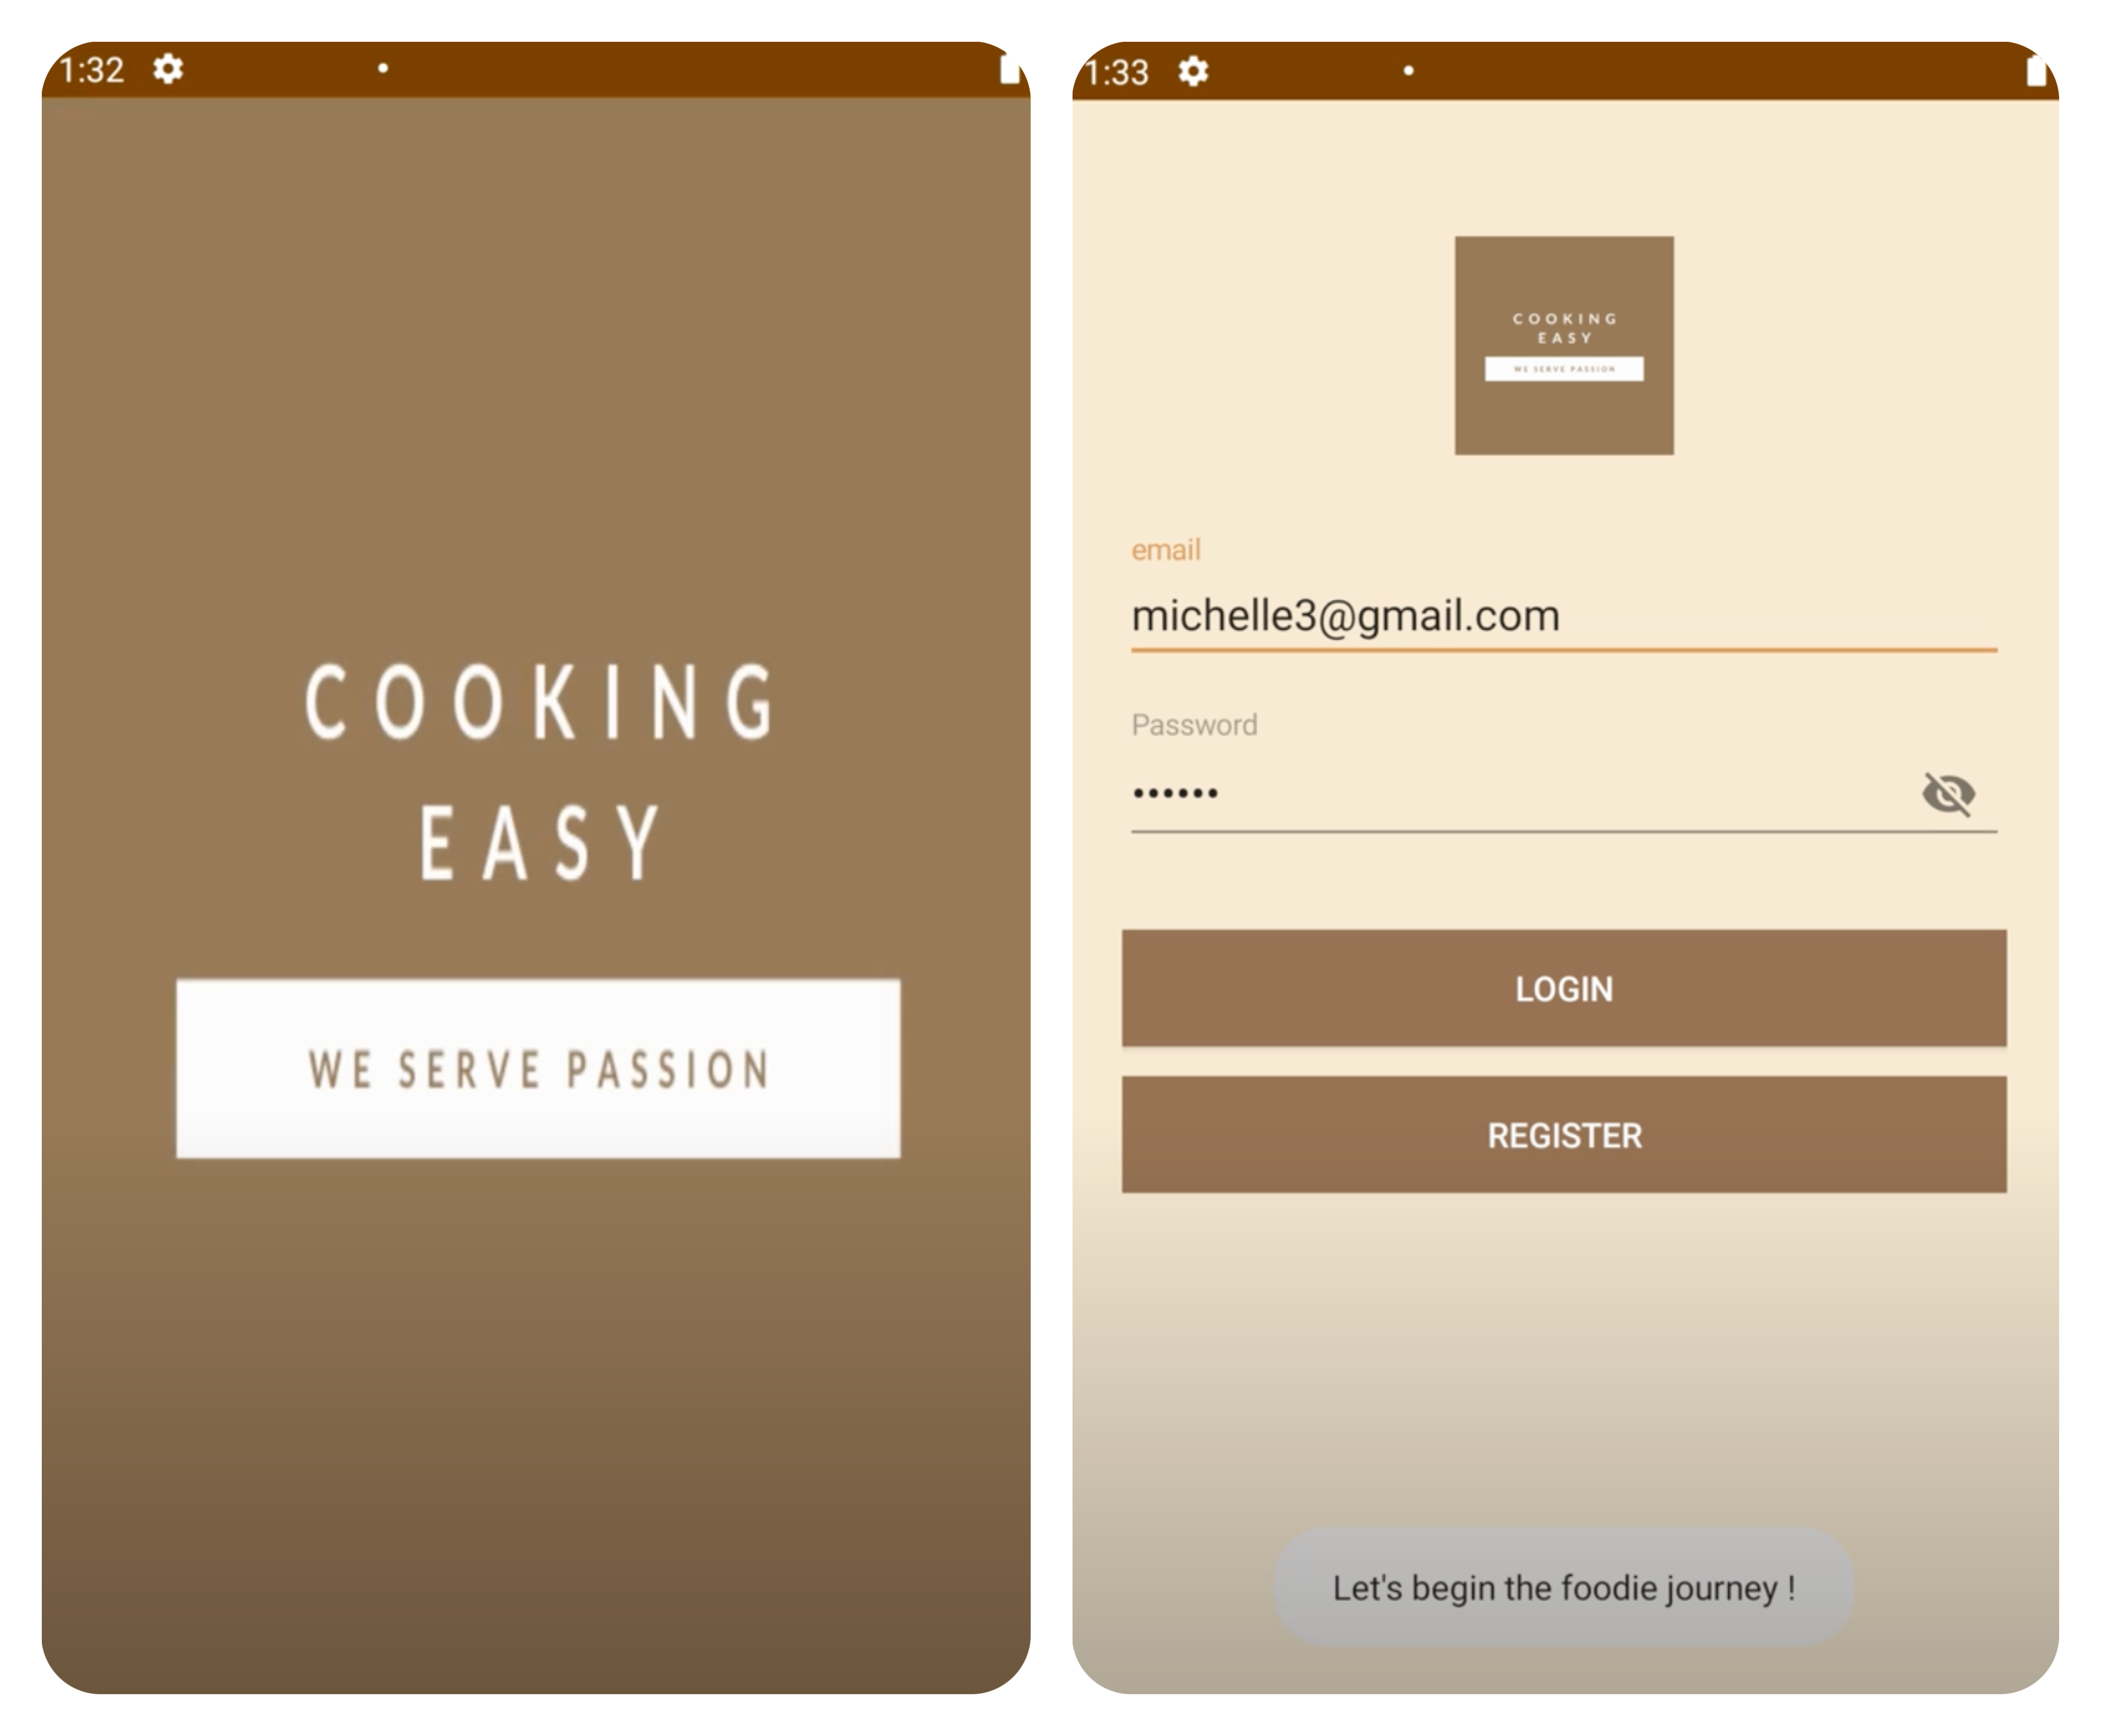 1:32
COOKING
EASY
WE SERVE PASSION
1:33
COOKING
EASY
WE SERVE PASSION
email
michelle3@gmail.com
Password
••••••
LOGIN
REGISTER
Let's begin the foodie journey !